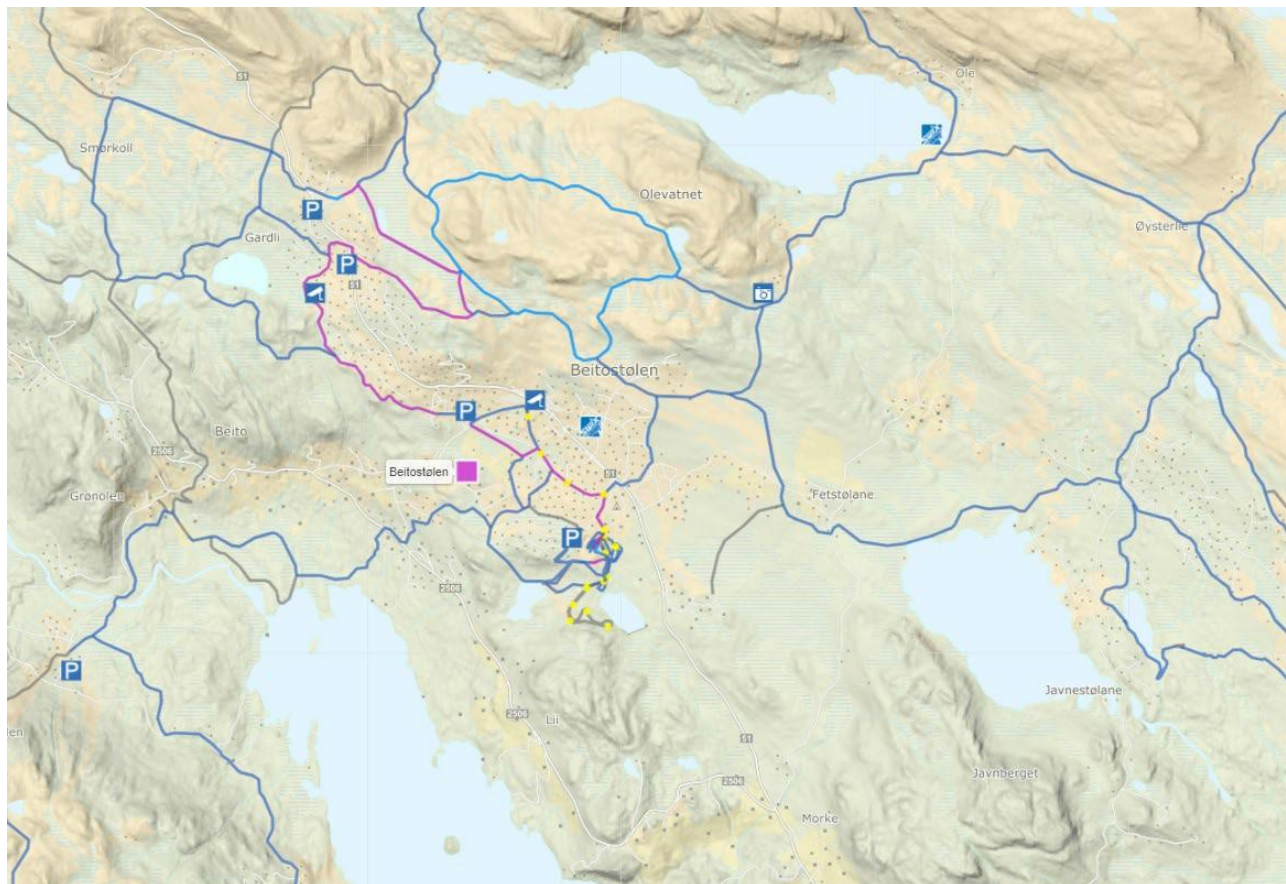 51
Ole
Smørkoll
Olevatnet
P
Øysterlie
Gardli
P
51
Beitostølen
P
Beito
2506
Beitostølen
51
Grønolen
Fetstølane
P
2506
P
Javnestølane
2506
Lii
len
51
Javnberget
2506
Morke